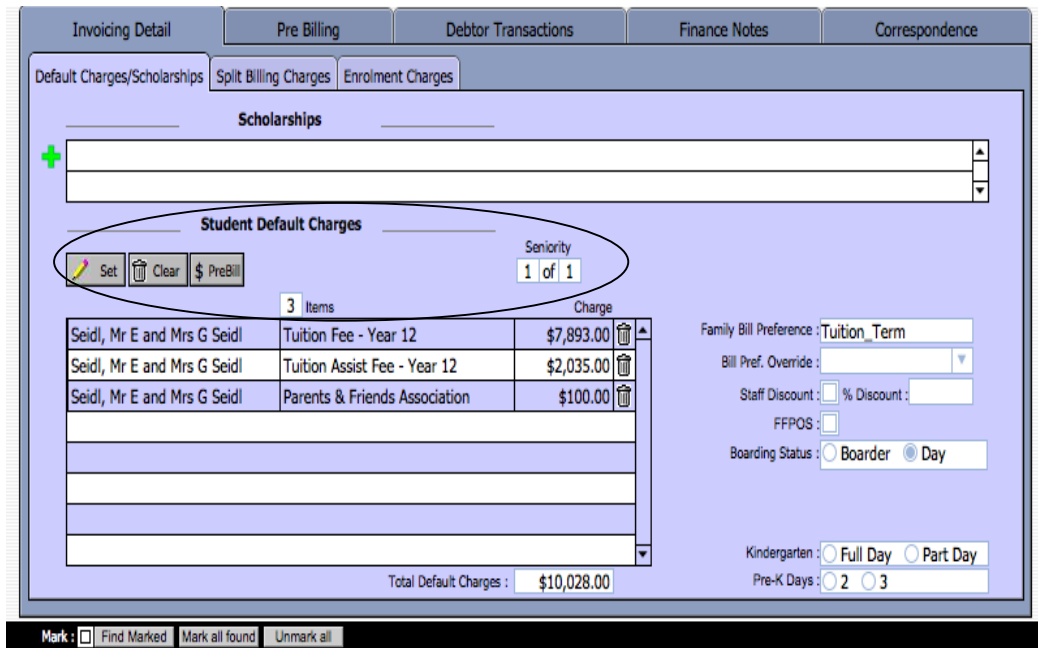 Invoicing Detail Pre Billing Debtor Transactions Finance Notes Correspondence
Default Charges/Scholarships Split Billing Charges Enrolment Charges
Scholarships
Student Default Charges
Seniority
Set Clear $ PreBill 1 of 1
3 Items Charge
Seidl, Mr E and Mrs G Seidl Tuition Fee - Year 12 $7,893.00
Seidl, Mr E and Mrs G Seidl Tuition Assist Fee - Year 12 $2,035.00
Seidl, Mr E and Mrs G Seidl Parents & Friends Association $100.00
Total Default Charges : $10,028.00
Family Bill Preference : Tuition_Term
Bill Pref. Override :
Staff Discount : % Discount :
FFPOS :
Boarding Status : Boarder Day
Kindergarten : Full Day Part Day
Pre-K Days : 2 3
Mark : Find Marked Mark all found Unmark all